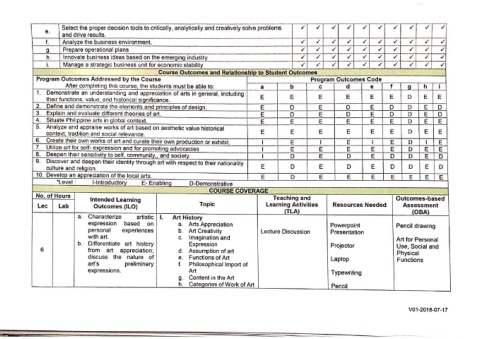 e. Select the proper decision tools to critically, analytically and creatively solve problems and drive results. ✓ ✓ ✓ ✓ ✓ ✓ ✓ ✓ ✓
f. Analyze the business environment. ✓ ✓ ✓ ✓ ✓ ✓ ✓ ✓ ✓
g. Prepare operational plans ✓ ✓ ✓ ✓ ✓ ✓ ✓ ✓ ✓
h. Innovate business ideas based on the emerging industry ✓ ✓ ✓ ✓ ✓ ✓ ✓ ✓ ✓
i. Manage a strategic business unit for economic stability ✓ ✓ ✓ ✓ ✓ ✓ ✓ ✓ ✓
Course Outcomes and Relationship to Student Outcomes
Program Outcomes Addressed by the Course Program Outcomes Code
After completing this course, the students must be able to: a b c d e f g h i
1. Demonstrate an understanding and appreciation of arts in general, including
their functions, value, and historical significance. E E E E E E D E E
2. Define and demonstrate the elements and principles of design. E D E D E D D E D
3. Explain and evaluate different theories of art. E D E D E D D E D
4. Situate Philippine arts in global context. E E E E E E D E E
5. Analyze and appraise works of art based on aesthetic value historical
context, tradition and social relevance. E E E E E E D E E
6. Create their own works of art and curate their own production or exhibit. I E I E I E D I E
7. Utilize art for self- expression and for promoting advocacies I E E E E E D E E
8. Deepen their sensitivity to self, community,, and society. I D E D E D D E D
9. Discover and deepen their identity through art with respect to their nationality
culture and religion. E D E D E D D E D
10. Develop an appreciation of the local arts. E E E E E E E E E
*Level : I-Introductory E- Enabling D-Demonstrative
COURSE COVERAGE
No. of Hours
Lec Lab
Intended Learning
Outcomes (ILO)
Topic
Teaching and
Learning Activities
(TLA)
Resources Needed
Outcomes-based
Assessment
(OBA)
6
a. Characterize artistic
expression based on
personal experiences
with art.
b. Differentiate art history
from art appreciation;
discuss the nature of
art's preliminary
expressions.
I. Art History
a. Arts Appreciation
b. Art Creativity
c. Imagination and
Expression
d. Assumption of art
e. Functions of Art
f. Philosophical Import of
Art
g. Content in the Art
h. Categories of Work of Art
Lecture Discussion
Powerpoint
Presentation
Projector
Laptop
Typewriting
Pencil
Pencil drawing
Art for Personal
Use, Social and
Physical
Functions
V01-2018-07-17